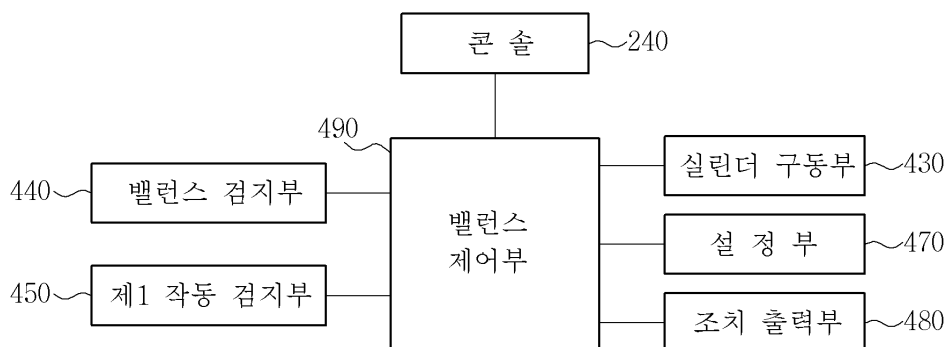 콘 솔
240
490
440
밸런스 검지부
450
제1 작동 검지부
밸런스
제어부
실린더 구동부
430
설 정 부
470
조치 출력부
480